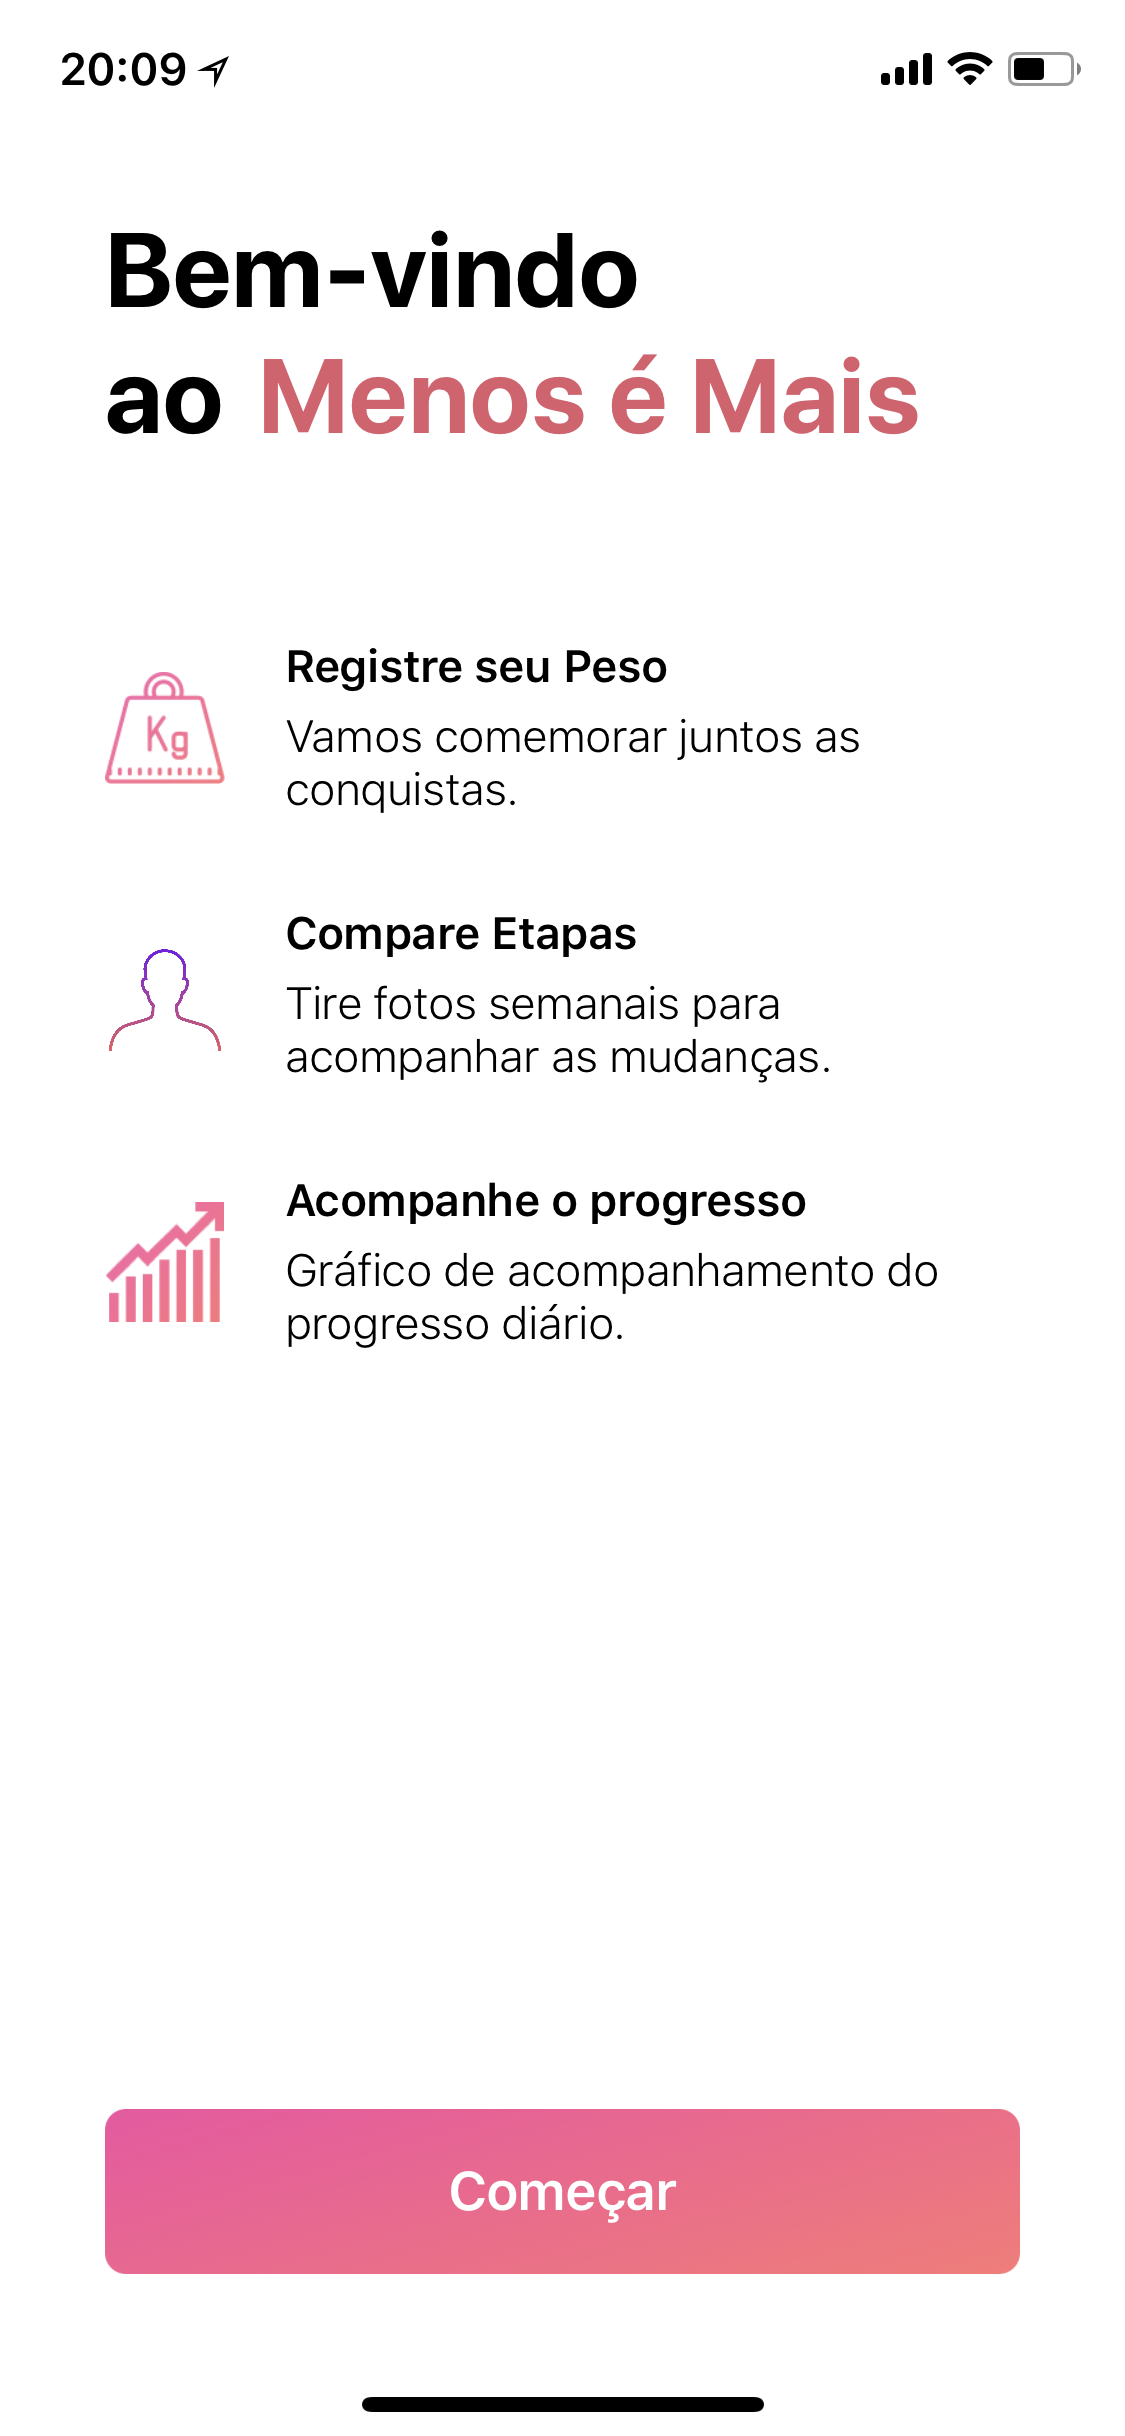 20:09
Bem-vindo
ao Menos é Mais
Kg
Registre seu Peso
Vamos comemorar juntos as
conquistas.
Compare Etapas
Tire fotos semanais para
acompanhar as mudanças.
Acompanhe o progresso
Gráfico de acompanhamento do
progresso diário.
Começar